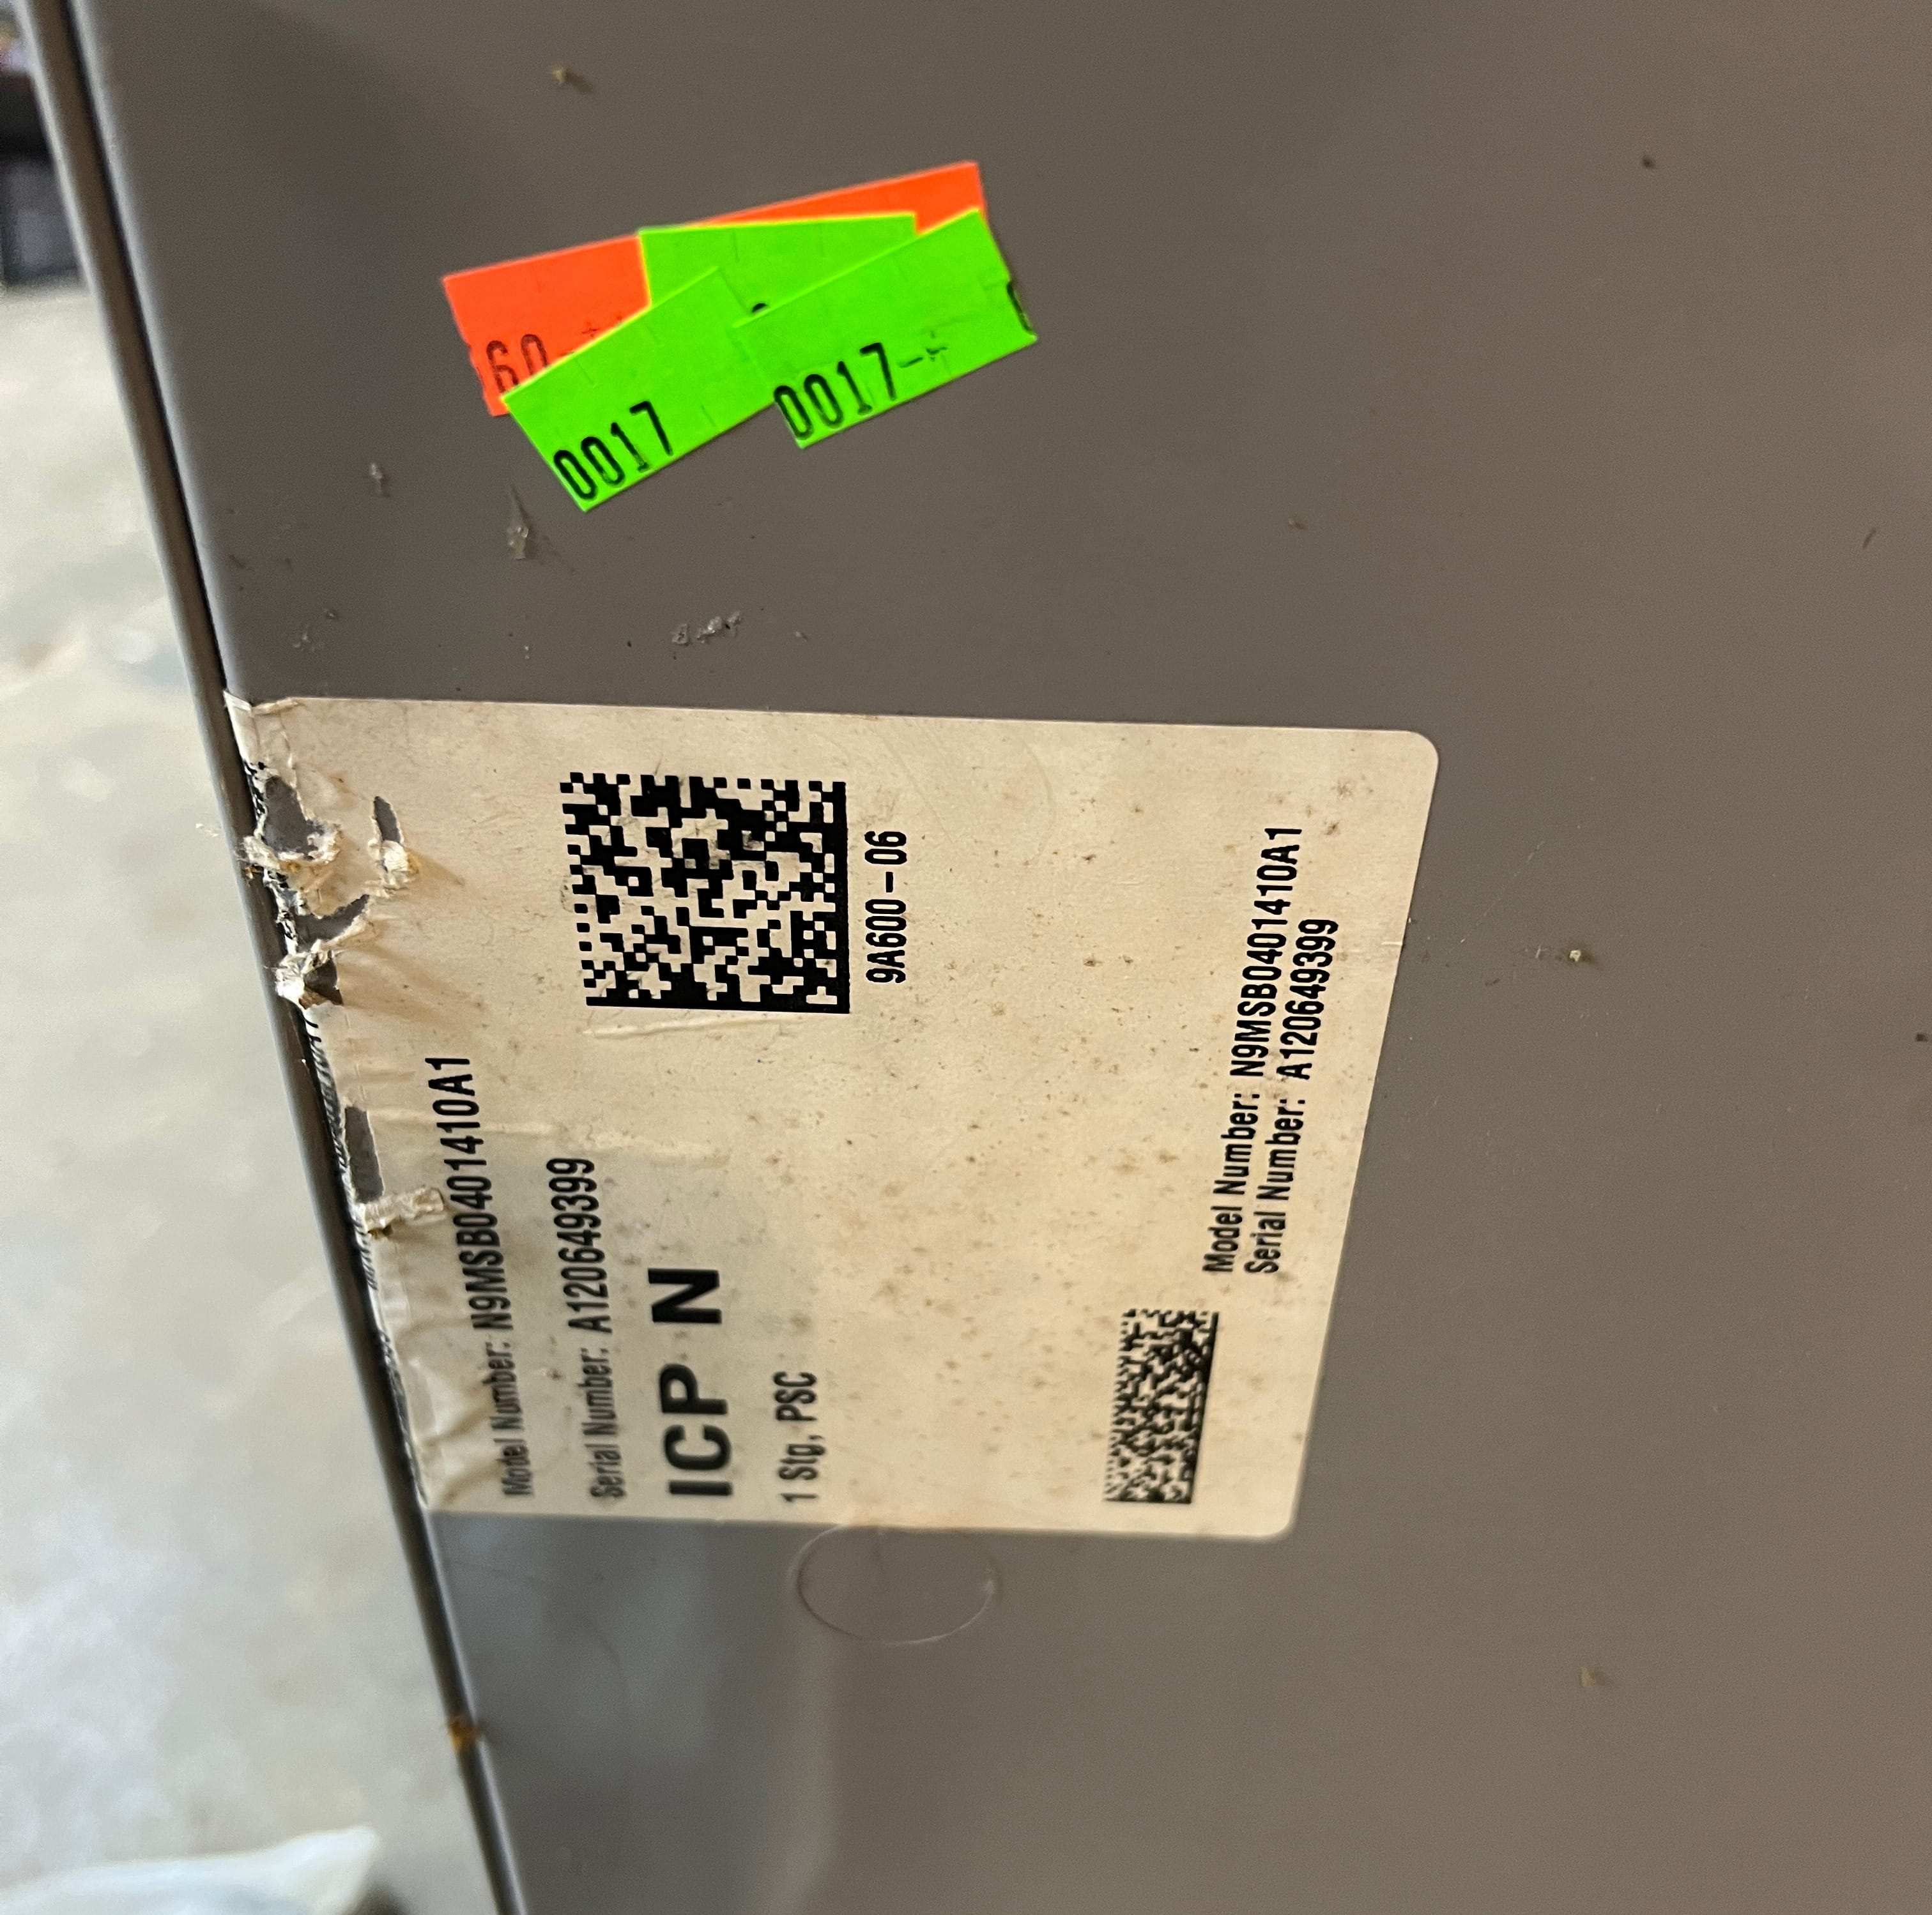 60
0017
0017-
Model Number: N9MSB0401410A1
Serial Number: A120649399
ICP N
1 Stg, PSC
9A600-06
Model Number: N9MSB0401410A1
Serial Number: A120649399